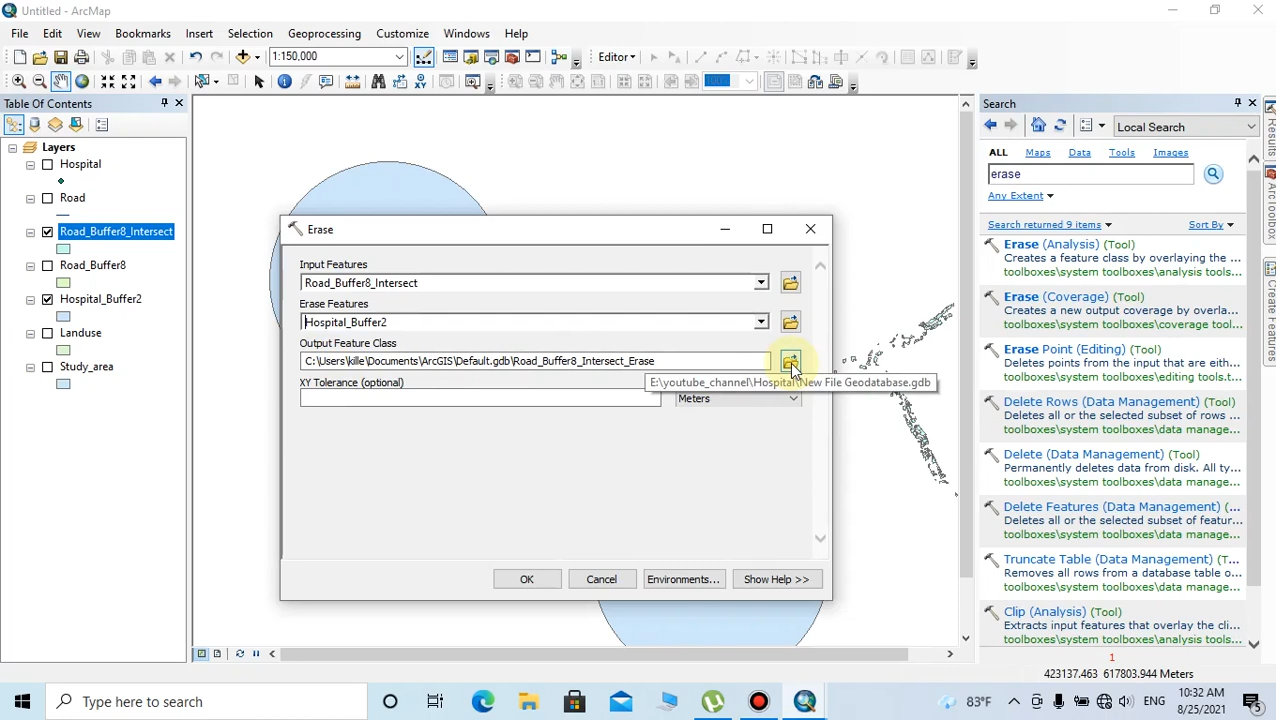 Untitled - ArcMap
File Edit View Bookmarks Insert Selection Geoprocessing Customize Windows Help
1:150,000
Editor
Table Of Contents
Layers
Hospital
Road
Road_Buffer8_Intersect
Road_Buffer8
Hospital_Buffer2
Landuse
Study_area
Erase
Input Features
Road_Buffer8_Intersect
Erase Features
Hospital_Buffer2
Output Feature Class
C:\Users\kille\Documents\ArcGIS\Default.gdb\Road_Buffer8_Intersect_Erase
E:\youtube_channel\Hospital\New File Geodatabase.gdb
XY Tolerance (optional)
Meters
OK Cancel Environments... Show Help >>
Search
Local Search
ALL Maps Data Tools Images
erase
Any Extent
Search returned 9 items Sort By
Erase (Analysis) (Tool)
Creates a feature class by overlaying the ...
toolboxes\system toolboxes\analysis tools...
Erase (Coverage) (Tool)
Creates a new output coverage by overlayin...
toolboxes\system toolboxes\coverage tool...
Erase Point (Editing) (Tool)
Deletes points from the input that are eith...
toolboxes\system toolboxes\editing tools.t...
Delete Rows (Data Management) (Tool)
Deletes all or the selected subset of rows ...
toolboxes\system toolboxes\data manage...
Delete (Data Management) (Tool)
Permanently deletes data from disk. All ty...
toolboxes\system toolboxes\data manage...
Delete Features (Data Management) (...
Deletes all or the selected subset of featur...
toolboxes\system toolboxes\data manage...
Truncate Table (Data Management) (T...
Removes all rows from a database table o...
toolboxes\system toolboxes\data manage...
Clip (Analysis) (Tool)
Extracts input features that overlay the cli...
toolboxes\system toolboxes\analysis tools...
1
Results
ArcToolbox
Create Features
423137.463 617803.944 Meters
Type here to search
83°F
ENG
10:32 AM
8/25/2021
5